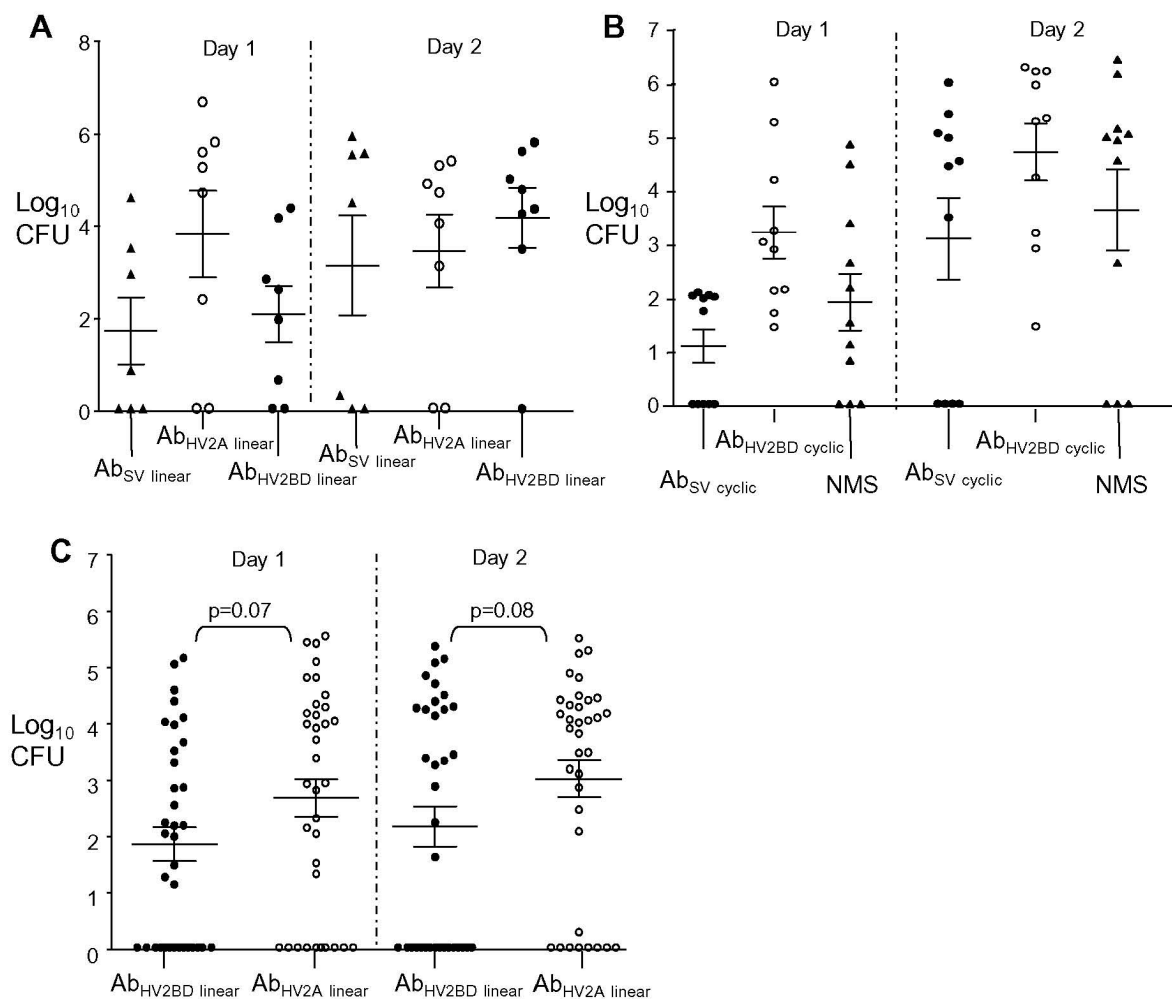 A
Day 1
Day 2
8
6
4
2
0
Log10
CFU
AbSV linear
AbHV2A linear
AbHV2BD linear
AbSV linear
AbHV2A linear
AbHV2BD linear
B
Day 1
Day 2
7
6
5
4
3
2
1
0
Log10
CFU
AbSV cyclic
AbHV2BD cyclic
NMS
AbSV cyclic
AbHV2BD cyclic
NMS
C
Day 1
Day 2
p=0.07
p=0.08
7
6
5
4
3
2
1
0
Log10
CFU
AbHV2BD linear
AbHV2A linear
AbHV2BD linear
AbHV2A linear